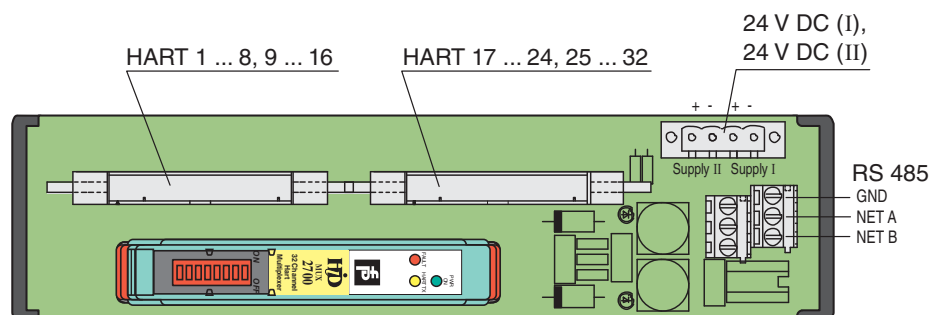 24 V DC (I),
24 V DC (II)
HART 1 ... 8, 9 ... 16
HART 17 ... 24, 25 ... 32
+ - + -
Supply II Supply I
RS 485
GND
NET A
NET B
ON
OFF
32 Channel
Hart
Multiplexer
HiD
MUX
2700
FAULT
HART TX
PWR
ON